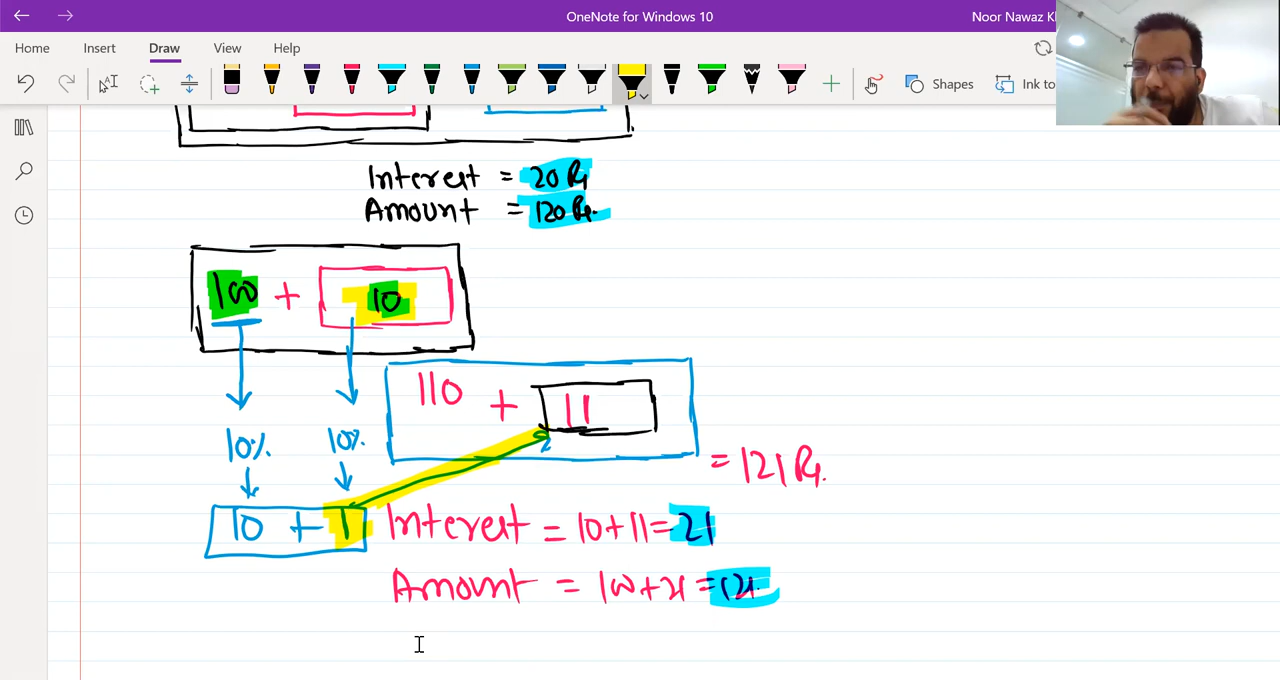 OneNote for Windows 10
Noor Nawaz Kh
Home Insert Draw View Help
Shapes Ink to
Interest = 20 Rs
Amount = 120 Rs.
100 + 10
110 + 11
10% 10%
= 121 Rs.
10 + 1
Interest = 10+11 = 21
Amount = 100+21 = 121.